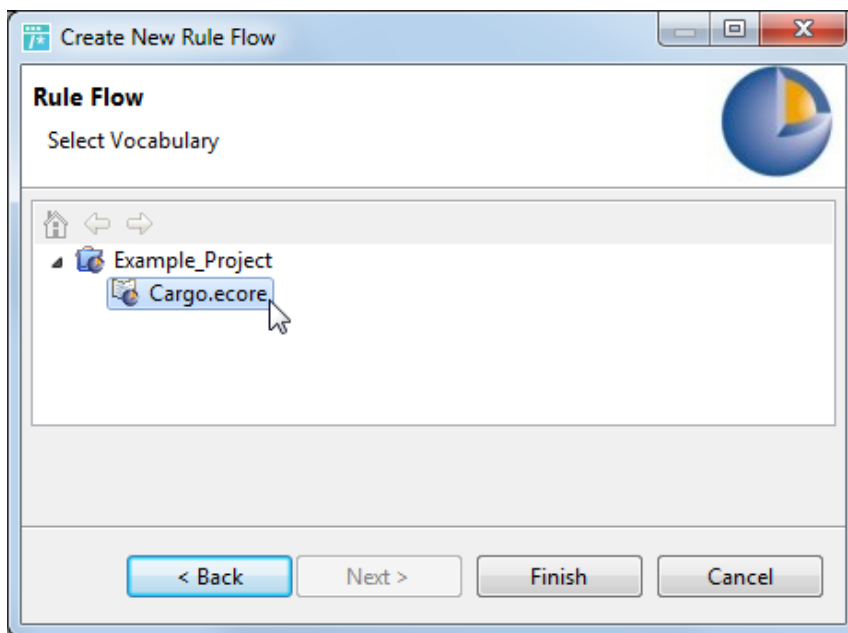 Create New Rule Flow
Rule Flow
Select Vocabulary
Example_Project
Cargo.ecore
< Back Next > Finish Cancel